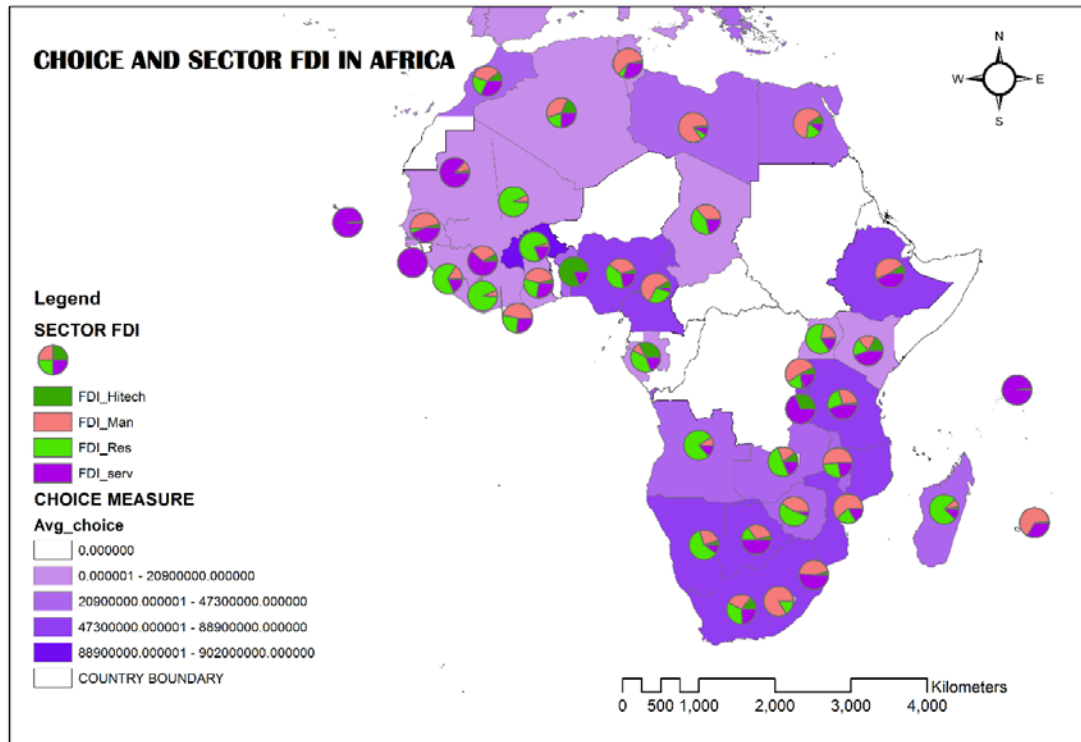 CHOICE AND SECTOR FDI IN AFRICA
N
W
E
S
Legend
SECTOR FDI
FDI_Hitech
FDI_Man
FDI_Res
FDI_serv
CHOICE MEASURE
Avg_choice
0.000000
0.000001 - 20900000.000000
20900000.000001 - 47300000.000000
47300000.000001 - 88900000.000000
88900000.000001 - 902000000.000000
COUNTRY BOUNDARY
Kilometers
0 500 1,000 2,000 3,000 4,000